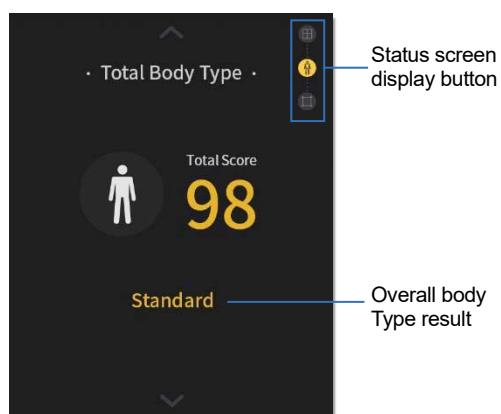 · Total Body Type ·
Status screen
display button
Total Score
98
Standard
Overall body
Type result